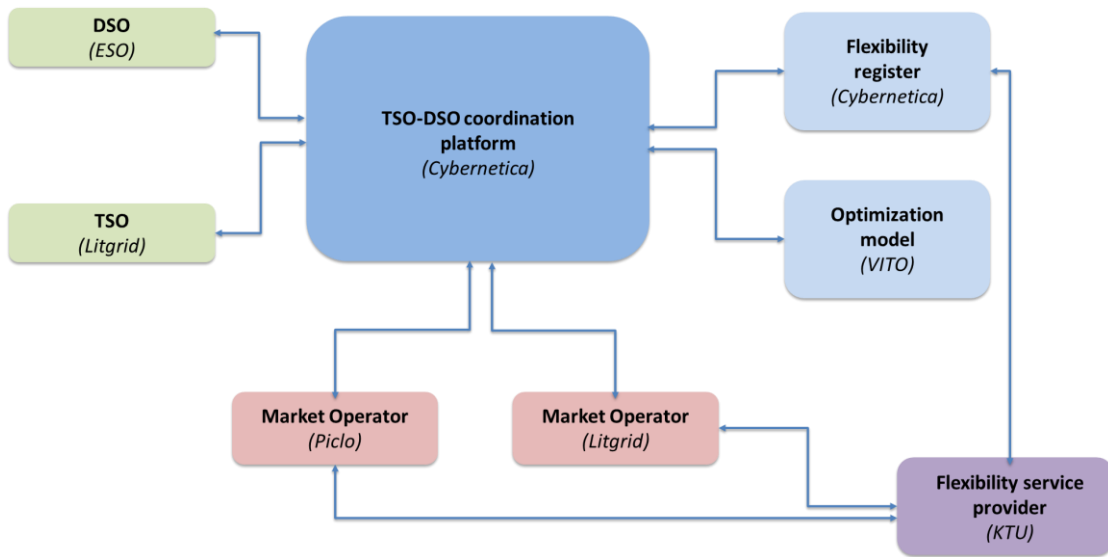 DSO
(ESO)
TSO
(Litgrid)
TSO-DSO coordination
platform
(Cybernetica)
Flexibility
register
(Cybernetica)
Optimization
model
(VITO)
Market Operator
(Piclo)
Market Operator
(Litgrid)
Flexibility service
provider
(KTU)